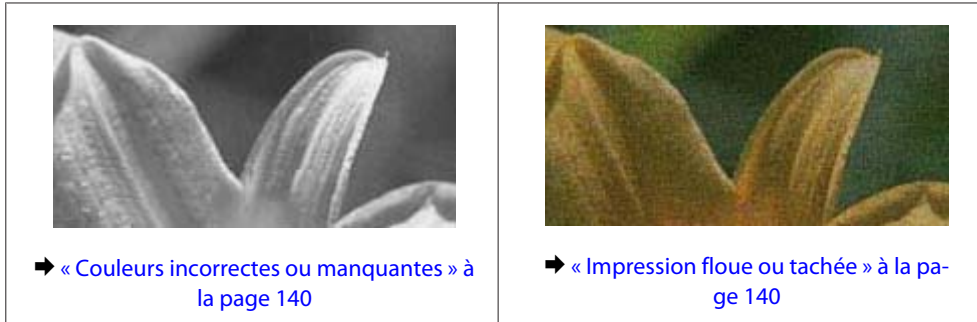 ➡ « Couleurs incorrectes ou manquantes » à
la page 140
➡ « Impression floue ou tachée » à la pa-
ge 140